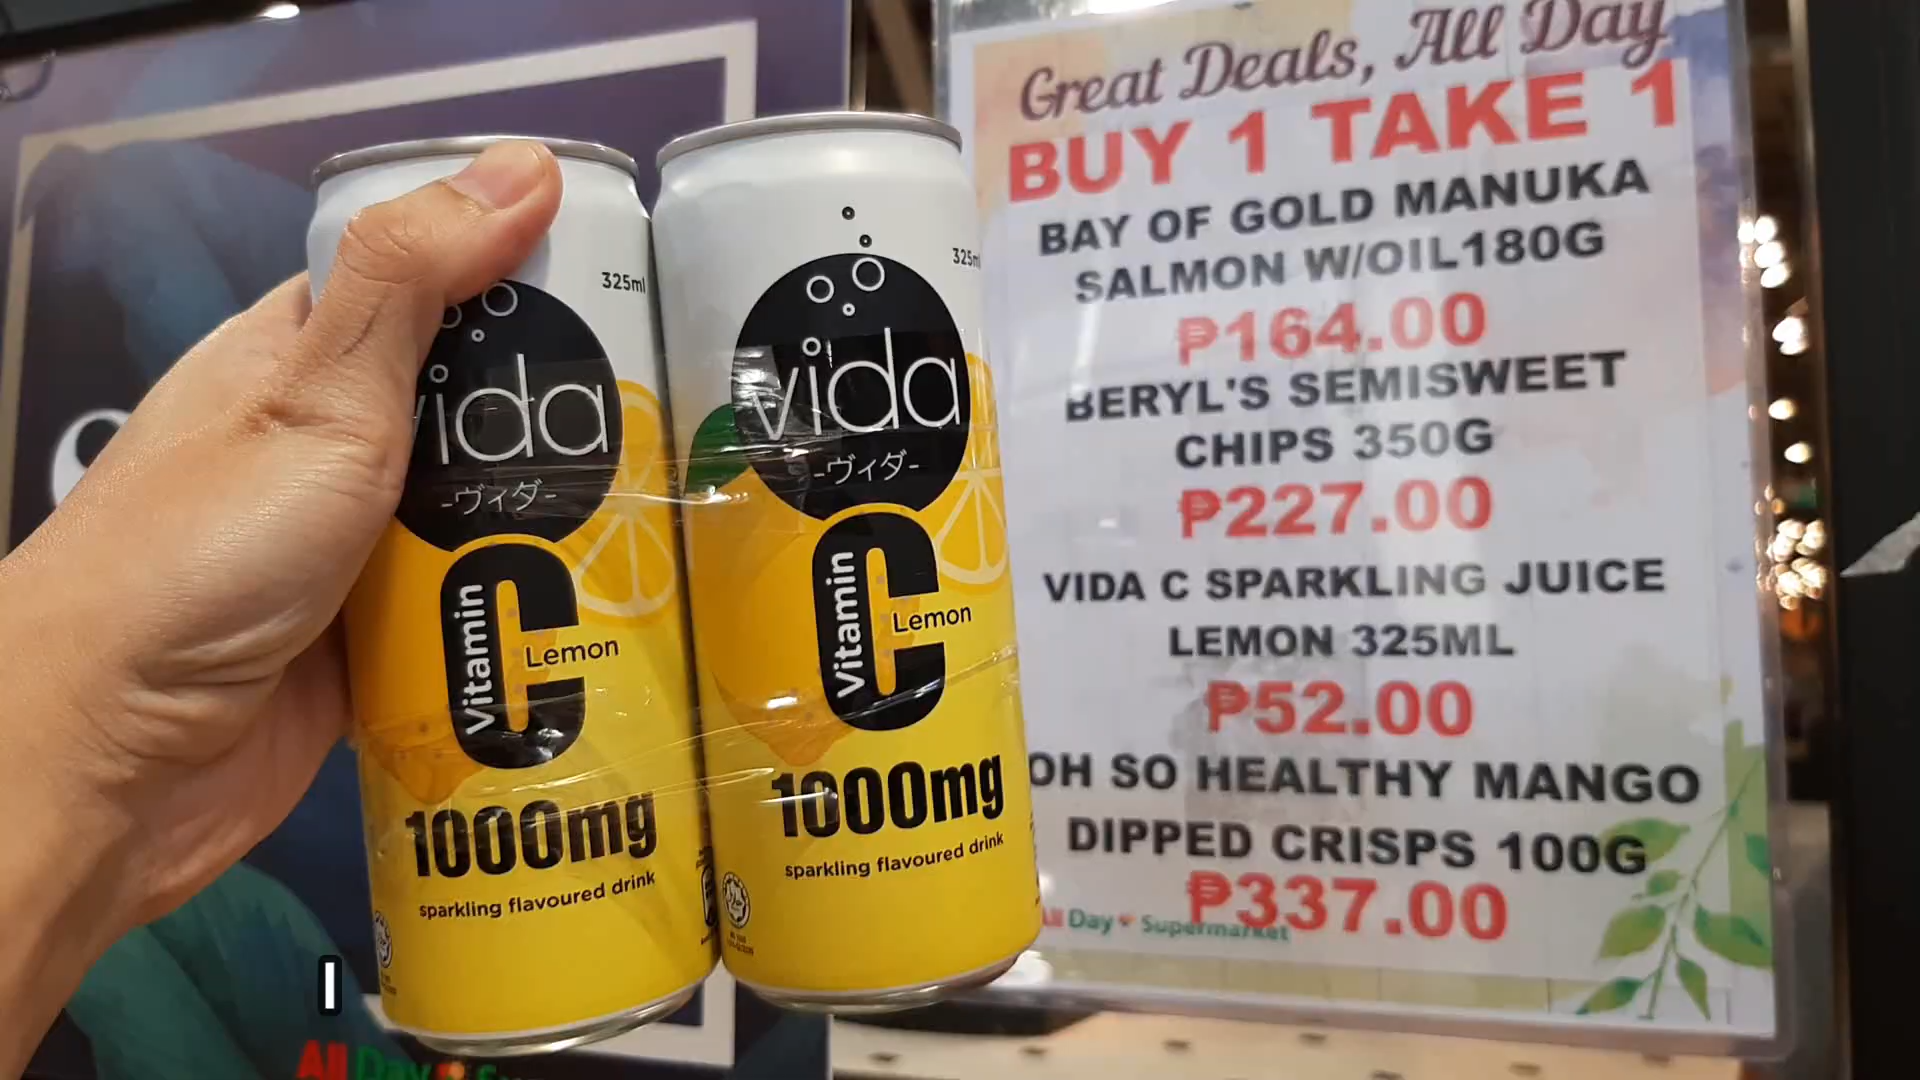 325ml
vida
-ヴィダ-
Vitamin
C
Lemon
1000mg
sparkling flavoured drink
325ml
vida
-ヴィダ-
Vitamin
C
Lemon
1000mg
sparkling flavoured drink
Great Deals, All Day
BUY 1 TAKE 1
BAY OF GOLD MANUKA
SALMON W/OIL180G
₱164.00
BERYL'S SEMISWEET
CHIPS 350G
₱227.00
VIDA C SPARKLING JUICE
LEMON 325ML
₱52.00
OH SO HEALTHY MANGO
DIPPED CRISPS 100G
₱337.00
All Day Supermarket
I
All Day